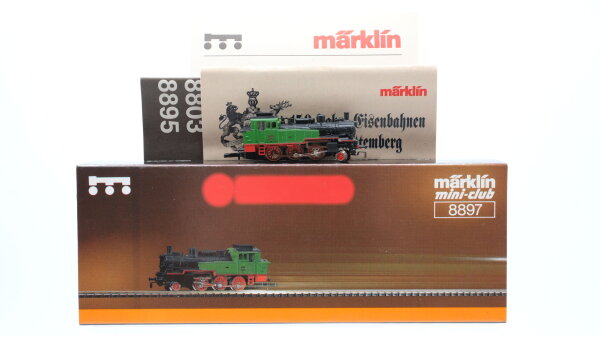 märklin
8803
8895
märklin
Eisenbahnen
temberg
märklin
mini-club
8897